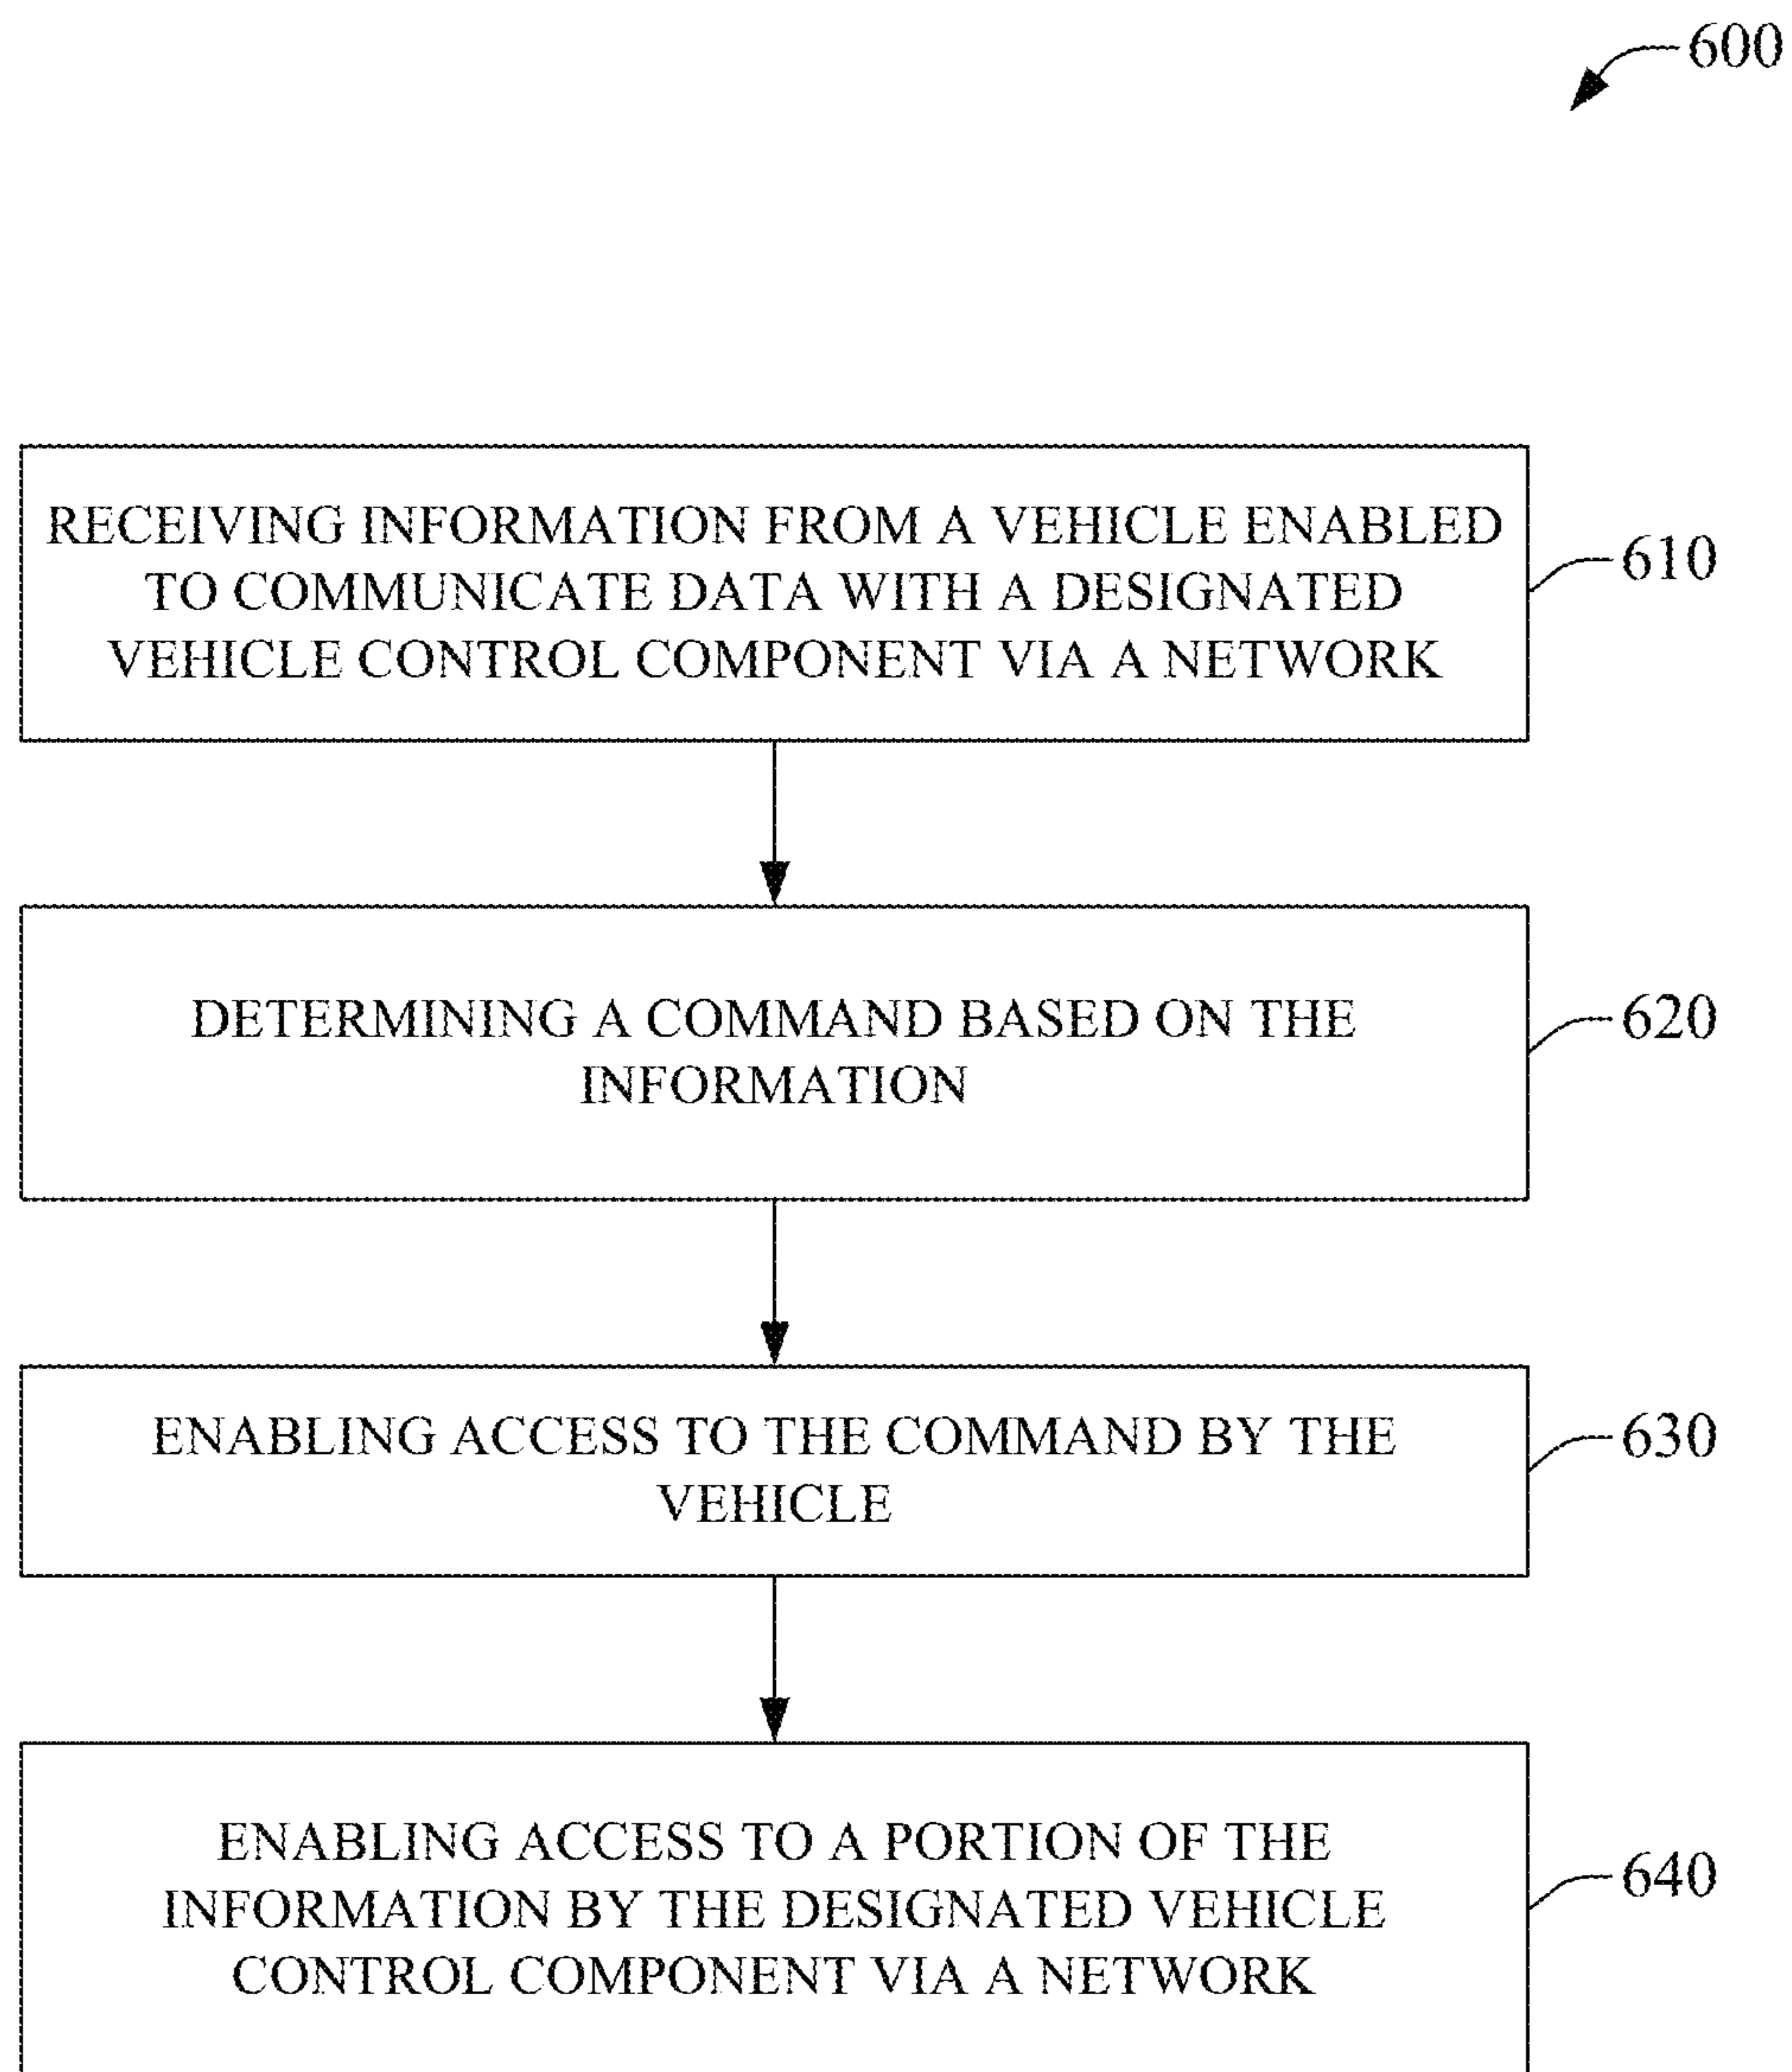 600
RECEIVING INFORMATION FROM A VEHICLE ENABLED
TO COMMUNICATE DATA WITH A DESIGNATED
VEHICLE CONTROL COMPONENT VIA A NETWORK
610
DETERMINING A COMMAND BASED ON THE
INFORMATION
620
ENABLING ACCESS TO THE COMMAND BY THE
VEHICLE
630
ENABLING ACCESS TO A PORTION OF THE
INFORMATION BY THE DESIGNATED VEHICLE
CONTROL COMPONENT VIA A NETWORK
640